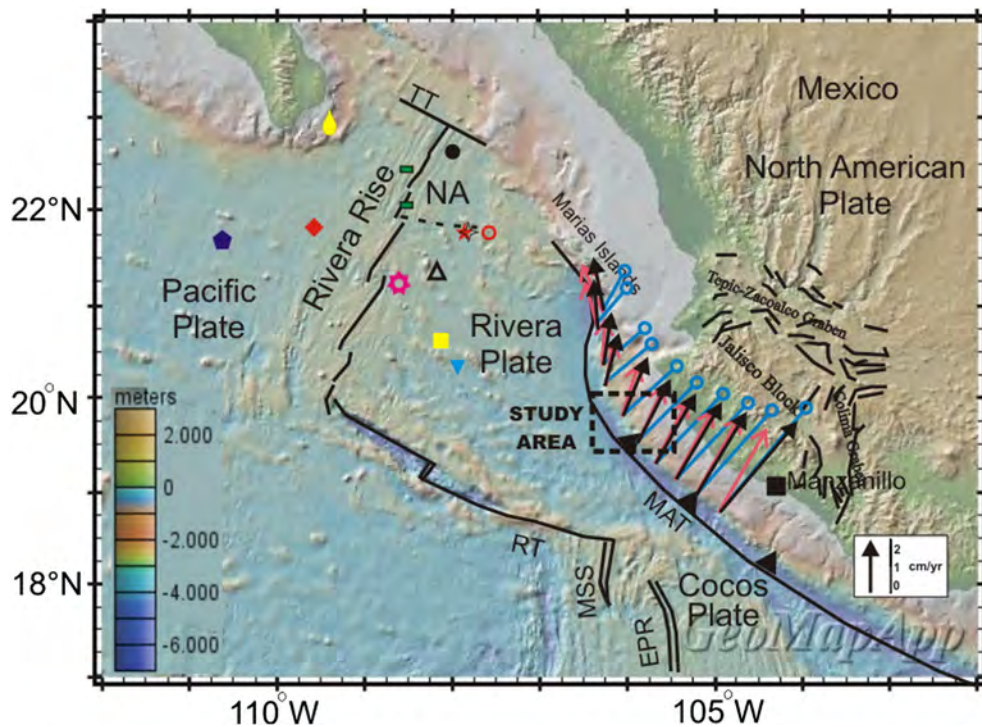 Mexico
North American
Plate
TT
NA
22°N
Rivera Rise
Marias Islands
Pacific
Plate
Tepic-Zacoalco Graben
Rivera
Plate
Jalisco Block
meters
20°N
STUDY
AREA
Colima Graben
2.000
0
-2.000
-4.000
-6.000
Manzanillo
MAT
RT
2
1 cm/yr
0
18°N
MSS
Cocos
Plate
EPR
GeoMapApp
110°W
105°W